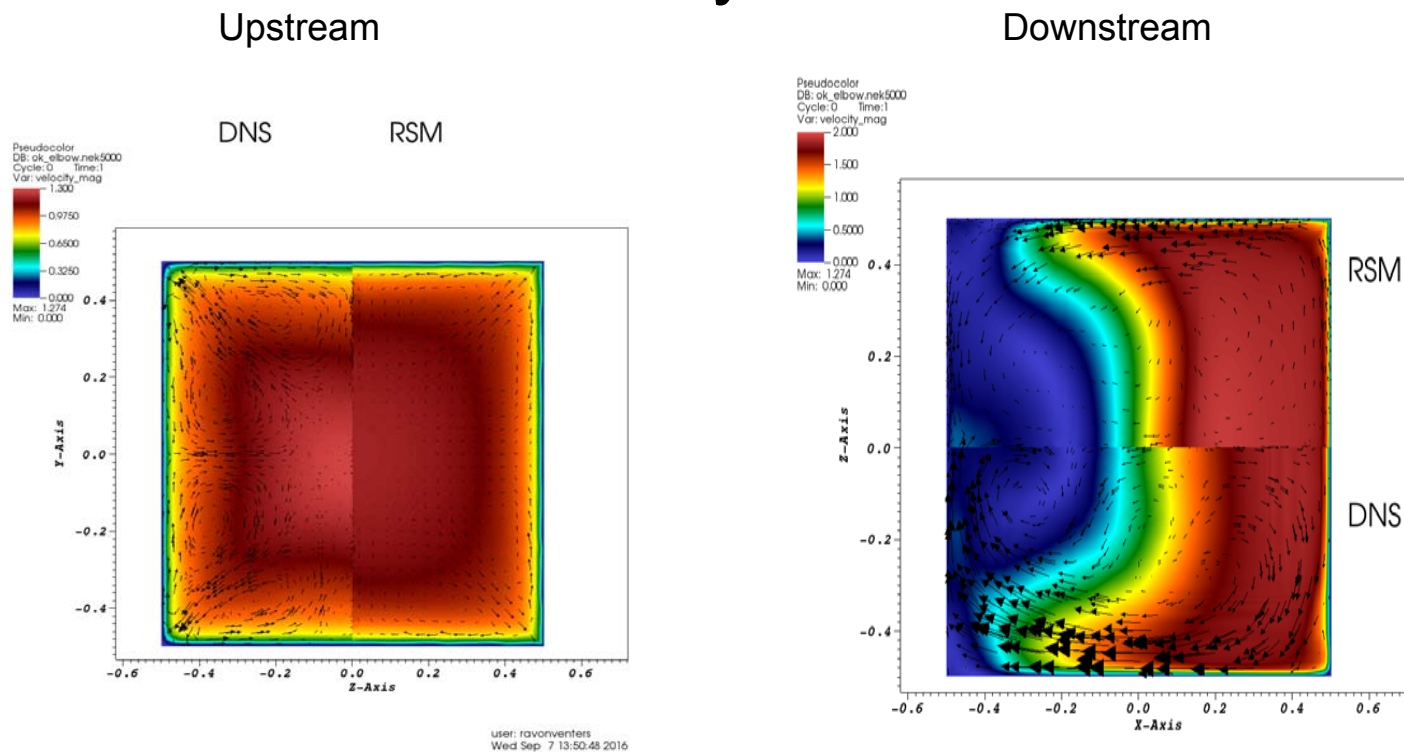 Upstream
Downstream
DNS
RSM
Pseudocolor
DB: ok_elbow.nek5000
Cycle: 0 Time:1
Var: velocity_mag
1.300
0.9750
0.6500
0.3250
0.000
Max: 1.274
Min: 0.000
0.4
0.2
0.0
-0.2
-0.4
Y-Axis
-0.6
-0.4
-0.2
0.0
0.2
0.4
0.6
Z-Axis
user: ravonventers
Wed Sep 7 13:50:48 2016
Pseudocolor
DB: ok_elbow.nek5000
Cycle: 0 Time:1
Var: velocity_mag
2.000
1.500
1.000
0.5000
0.000
Max: 1.274
Min: 0.000
0.4
0.2
0.0
-0.2
-0.4
Z-Axis
-0.6
-0.4
-0.2
0.0
0.2
0.4
0.6
X-Axis
RSM
DNS